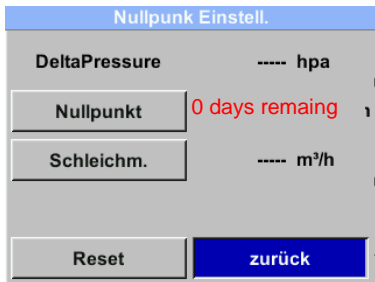 Nullpunk Einstell.
DeltaPressure ----- hpa
Nullpunkt 0 days remaing
Schleichm. ----- m³/h
Reset zurück